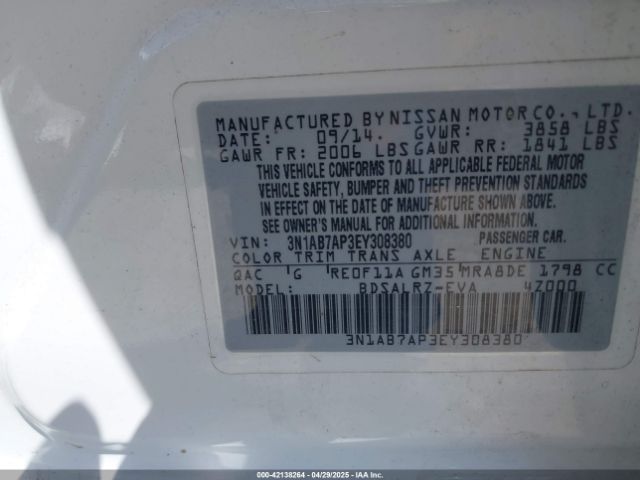 MANUFACTURED BY NISSAN MOTOR CO., LTD.
DATE: 09/14 GVWR: 3858 LBS
GAWR FR: 2006 LBS GAWR RR: 1841 LBS
THIS VEHICLE CONFORMS TO ALL APPLICABLE FEDERAL MOTOR
VEHICLE SAFETY, BUMPER AND THEFT PREVENTION STANDARDS
IN EFFECT ON THE DATE OF MANUFACTURE SHOWN ABOVE.
SEE OWNER'S MANUAL FOR ADDITIONAL INFORMATION.
VIN: 3N1AB7AP3EY308380 PASSENGER CAR.
COLOR TRIM TRANS AXLE ENGINE
QAC G RE0F11A GM35 MRA8DE 1798 CC
MODEL: BDSALRZ-EVA 4Z000
3N1AB7AP3EY308380
000-42138264 04/29/2025 - IAA